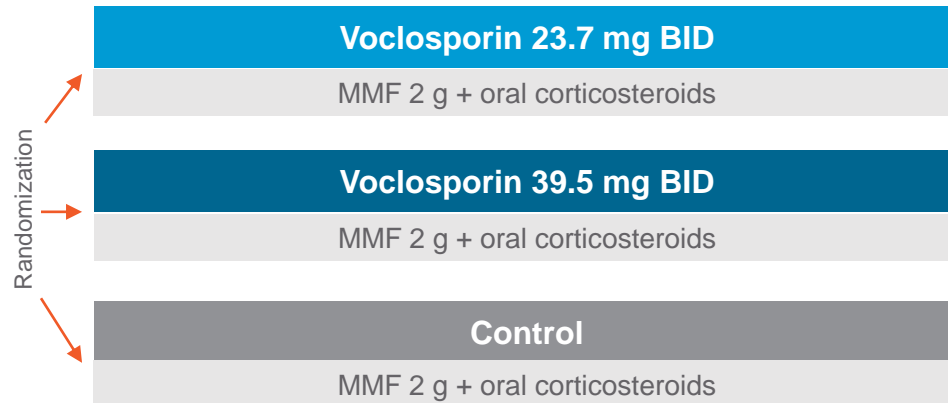 Randomization
Voclosporin 23.7 mg BID
MMF 2 g + oral corticosteroids
Voclosporin 39.5 mg BID
MMF 2 g + oral corticosteroids
Control
MMF 2 g + oral corticosteroids